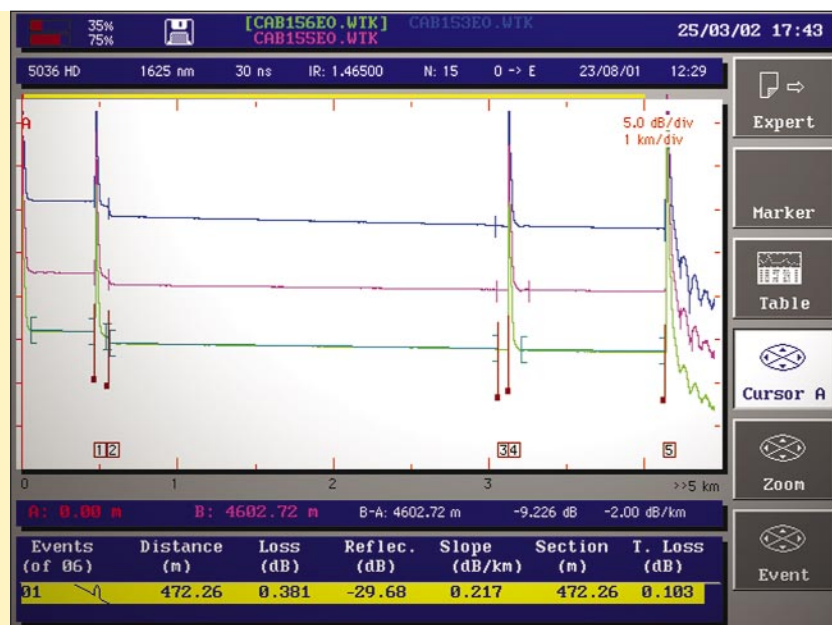 35%
75%
[CAB156EO.WTK] CAB153EO.WTK
CAB155EO.WTK
25/03/02 17:43
5036 HD 1625 nm 30 ns IR: 1.46500 N: 15 O -> E 23/08/01 12:29
A
5.0 dB/div
1 km/div
1 2 3 4 5
0 1 2 3 >>5 km
A: 0.00 m B: 4602.72 m B-A: 4602.72 m -9.226 dB -2.00 dB/km
Events Distance Loss Reflec. Slope Section T. Loss
(of 06) (m) (dB) (dB) (dB/km) (m) (dB)
01 472.26 0.381 -29.68 0.217 472.26 0.103
Expert
Marker
Table
Cursor A
Zoom
Event